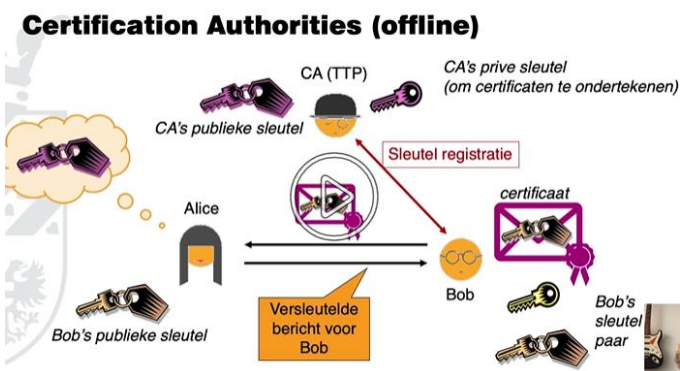 Certification Authorities (offline)
CA (TTP)
CA's prive sleutel
(om certificaten te ondertekenen)
CA's publieke sleutel
Sleutel registratie
certificaat
Alice
Bob
Bob's
sleutel
paar
Versleutelde
bericht voor
Bob
Bob's publieke sleutel